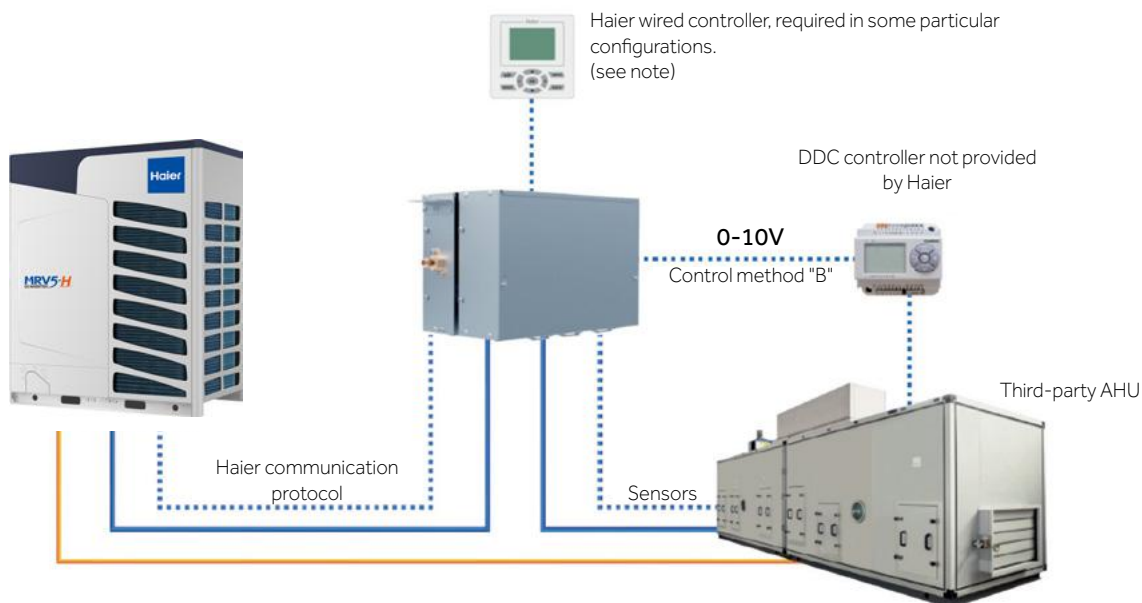 Haier wired controller, required in some particular
configurations.
(see note)
DDC controller not provided
by Haier
Haier
0-10V
Control method "B"
MRV5-H
Third-party AHU
Haier communication
protocol
Sensors